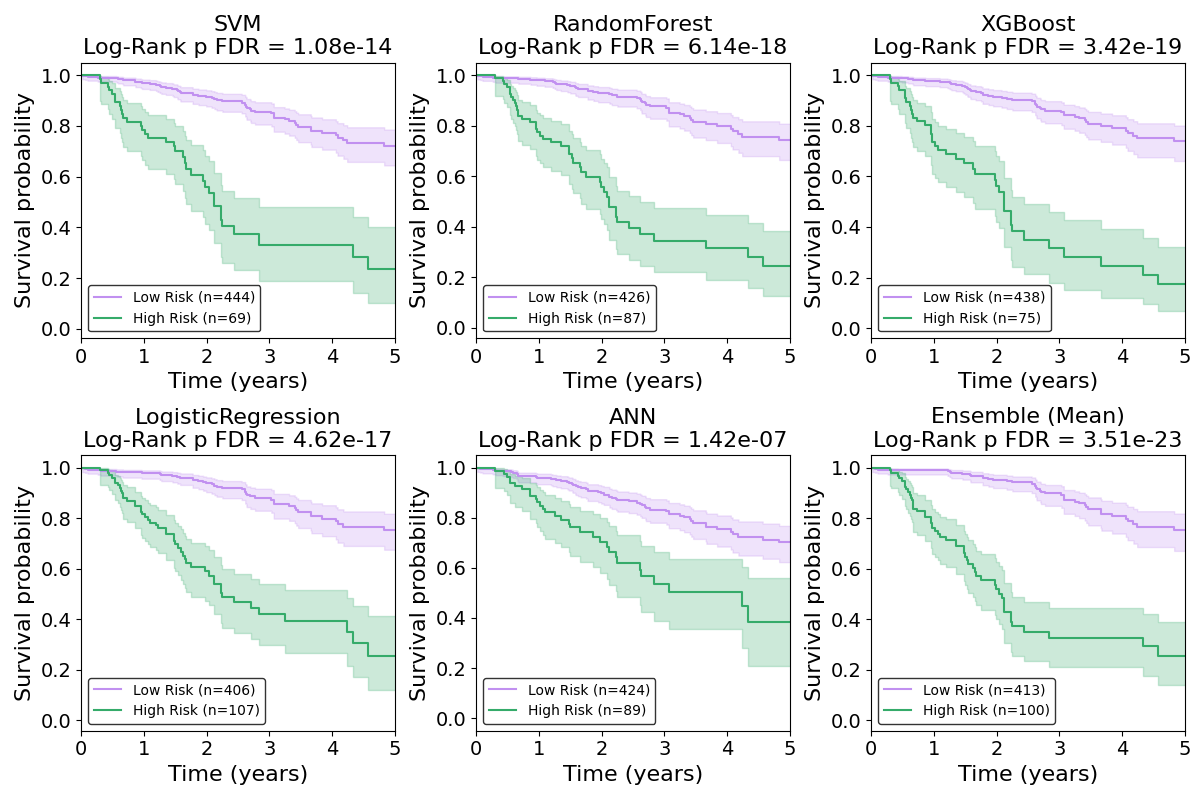 SVM
Log-Rank p FDR = 1.08e-14
Survival probability
1.0
0.8
0.6
0.4
0.2
0.0
Low Risk (n=444)
High Risk (n=69)
0 1 2 3 4 5
Time (years)
RandomForest
Log-Rank p FDR = 6.14e-18
Survival probability
1.0
0.8
0.6
0.4
0.2
0.0
Low Risk (n=426)
High Risk (n=87)
0 1 2 3 4 5
Time (years)
XGBoost
Log-Rank p FDR = 3.42e-19
Survival probability
1.0
0.8
0.6
0.4
0.2
0.0
Low Risk (n=438)
High Risk (n=75)
0 1 2 3 4 5
Time (years)
LogisticRegression
Log-Rank p FDR = 4.62e-17
Survival probability
1.0
0.8
0.6
0.4
0.2
0.0
Low Risk (n=406)
High Risk (n=107)
0 1 2 3 4 5
Time (years)
ANN
Log-Rank p FDR = 1.42e-07
Survival probability
1.0
0.8
0.6
0.4
0.2
0.0
Low Risk (n=424)
High Risk (n=89)
0 1 2 3 4 5
Time (years)
Ensemble (Mean)
Log-Rank p FDR = 3.51e-23
Survival probability
1.0
0.8
0.6
0.4
0.2
0.0
Low Risk (n=413)
High Risk (n=100)
0 1 2 3 4 5
Time (years)